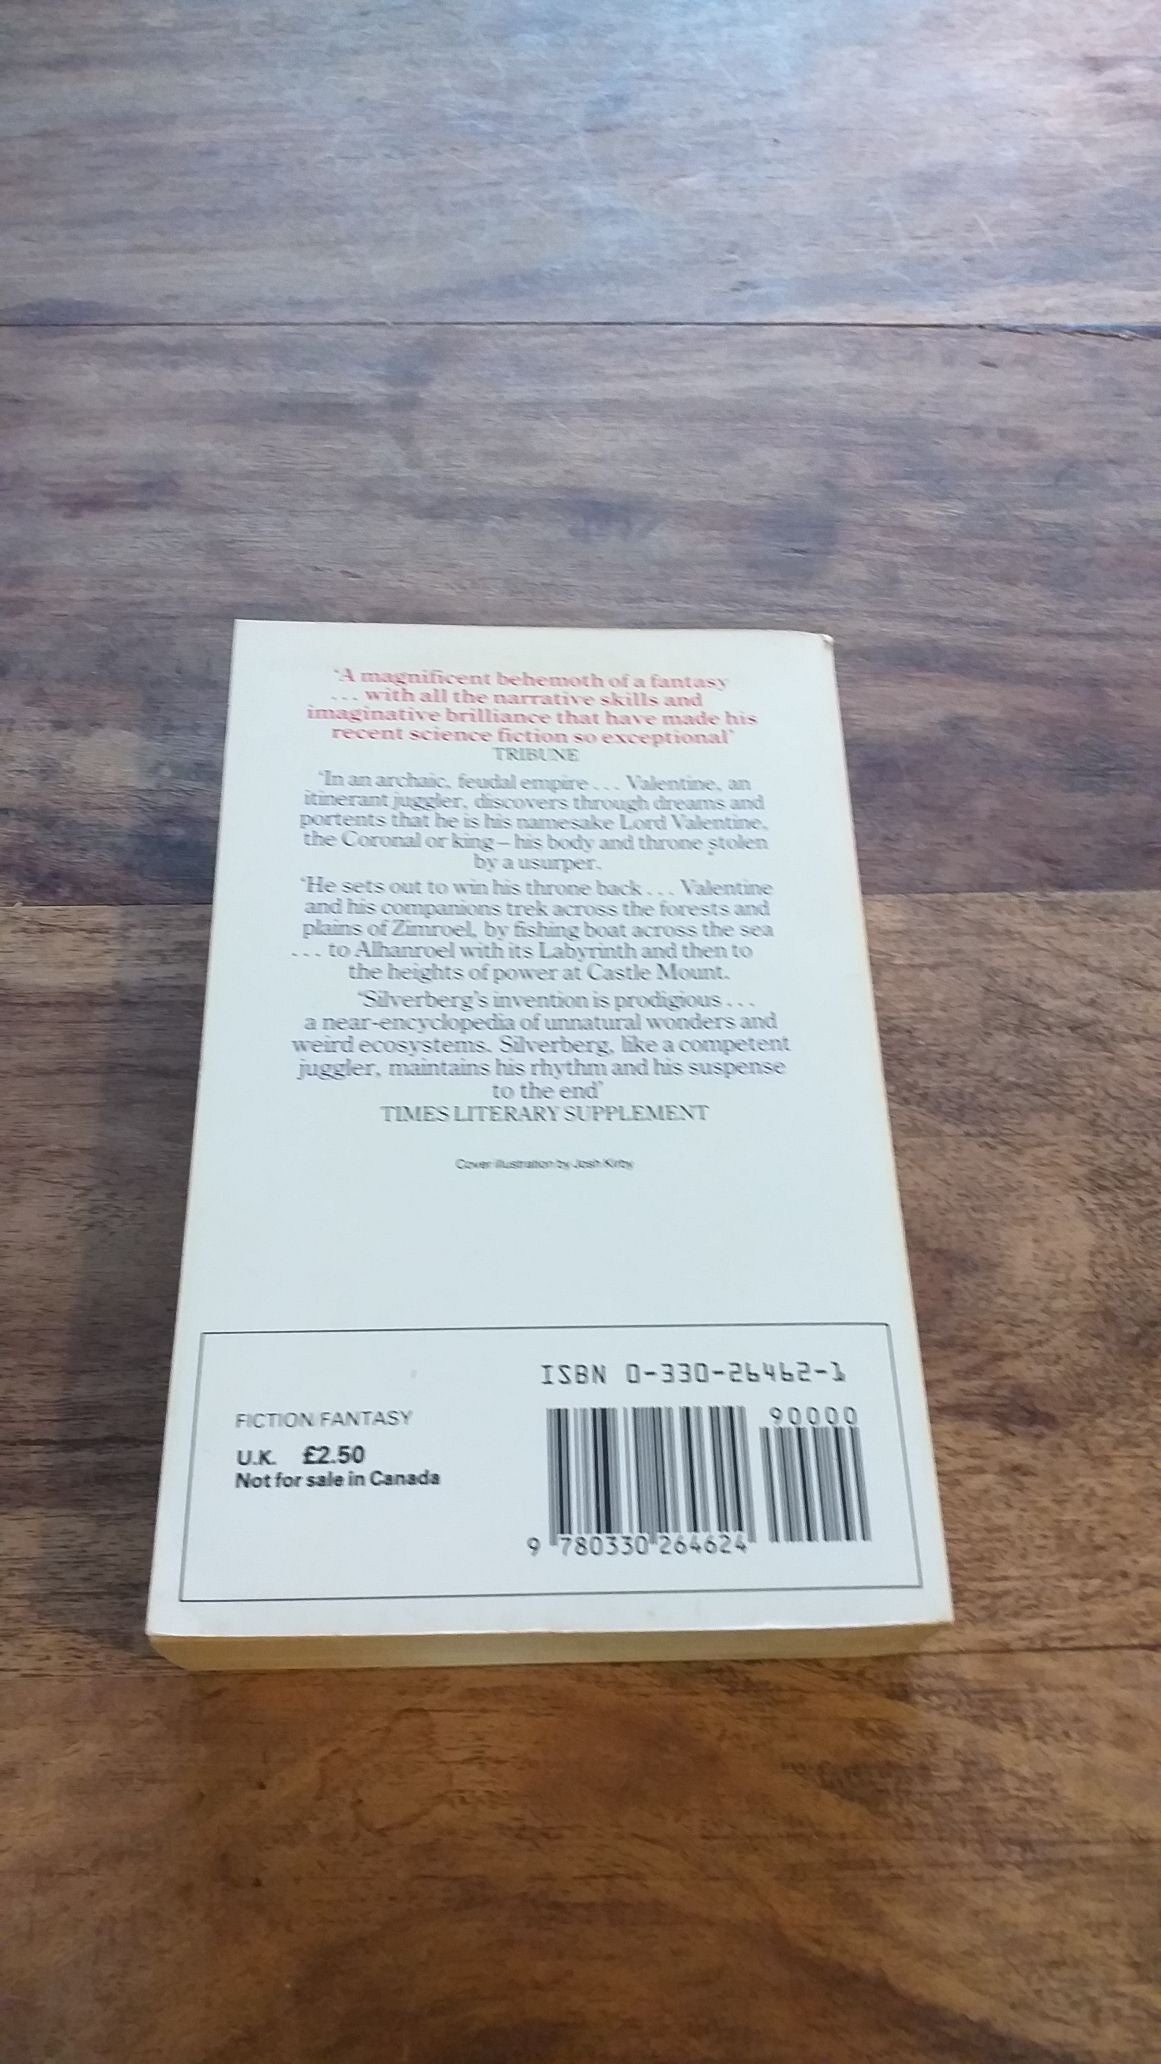 ‘A magnificent behemoth of a fantasy
... with all the narrative skills and
imaginative brilliance that have made his
recent science fiction so exceptional’
TRIBUNE
‘In an archaic, feudal empire ... Valentine, an
itinerant juggler, discovers through dreams and
portents that he is his namesake Lord Valentine,
the Coronal or king – his body and throne stolen
by a usurper.
‘He sets out to win his throne back ... Valentine
and his companions trek across the forests and
plains of Zimroel, by fishing boat across the sea
... to Alhanroel with its Labyrinth and then to
the heights of power at Castle Mount.
‘Silverberg’s invention is prodigious ...
a near-encyclopedia of unnatural wonders and
weird ecosystems. Silverberg, like a competent
juggler, maintains his rhythm and his suspense
to the end’
TIMES LITERARY SUPPLEMENT
Cover illustration by Josh Kirby
ISBN 0-330-26462-1
90000
FICTION/FANTASY
U.K. £2.50
Not for sale in Canada
9 780330 264624